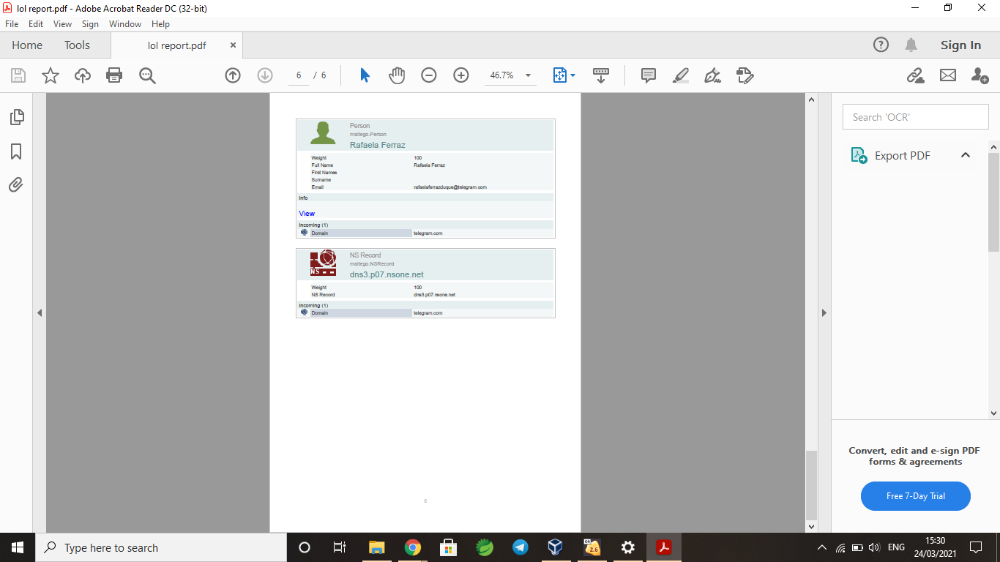 lol report.pdf - Adobe Acrobat Reader DC (32-bit)
File Edit View Sign Window Help
Home Tools lol report.pdf × ? Sign In
6 / 6 46.7%
Search 'OCR'
Export PDF
Person
maltego.Person
Rafaela Ferraz
Weight 100
Full Name Rafaela Ferraz
First Names
Surname
Email rafaelaferrazduque@telegram.com
Info
View
Incoming (1)
Domain telegram.com
NS Record
maltego.NSRecord
NS
dns3.p07.nsone.net
Weight 100
NS Record dns3.p07.nsone.net
Incoming (1)
Domain telegram.com
6
Convert, edit and e-sign PDF
forms & agreements
Free 7-Day Trial
Type here to search
64
2.6
ENG
15:30
24/03/2021